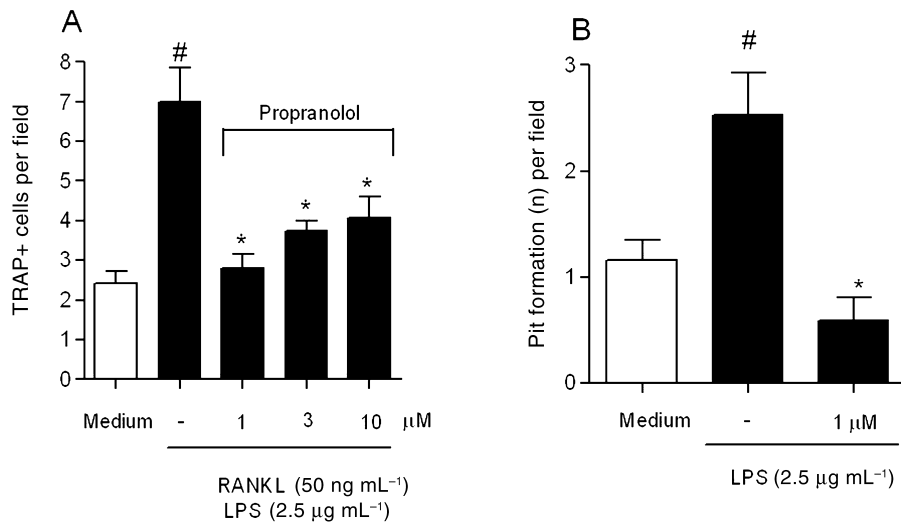 A
#
8
7
6
5
4
3
2
1
0
TRAP+ cells per field
Propranolol
*
*
*
Medium - 1 3 10 μM
RANKL (50 ng mL⁻¹)
LPS (2.5 μg mL⁻¹)
B
#
3
2
1
0
Pit formation (n) per field
*
Medium - 1 μM
LPS (2.5 μg mL⁻¹)